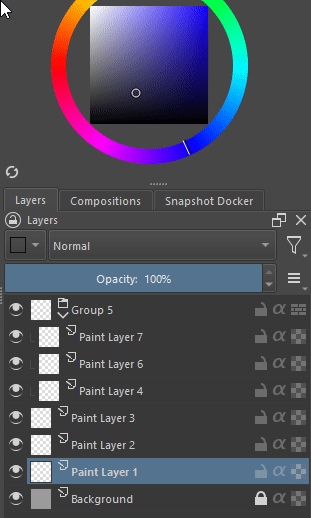 Layers Compositions Snapshot Docker
Layers
Normal
Opacity: 100%
Group 5
Paint Layer 7
Paint Layer 6
Paint Layer 4
Paint Layer 3
Paint Layer 2
Paint Layer 1
Background